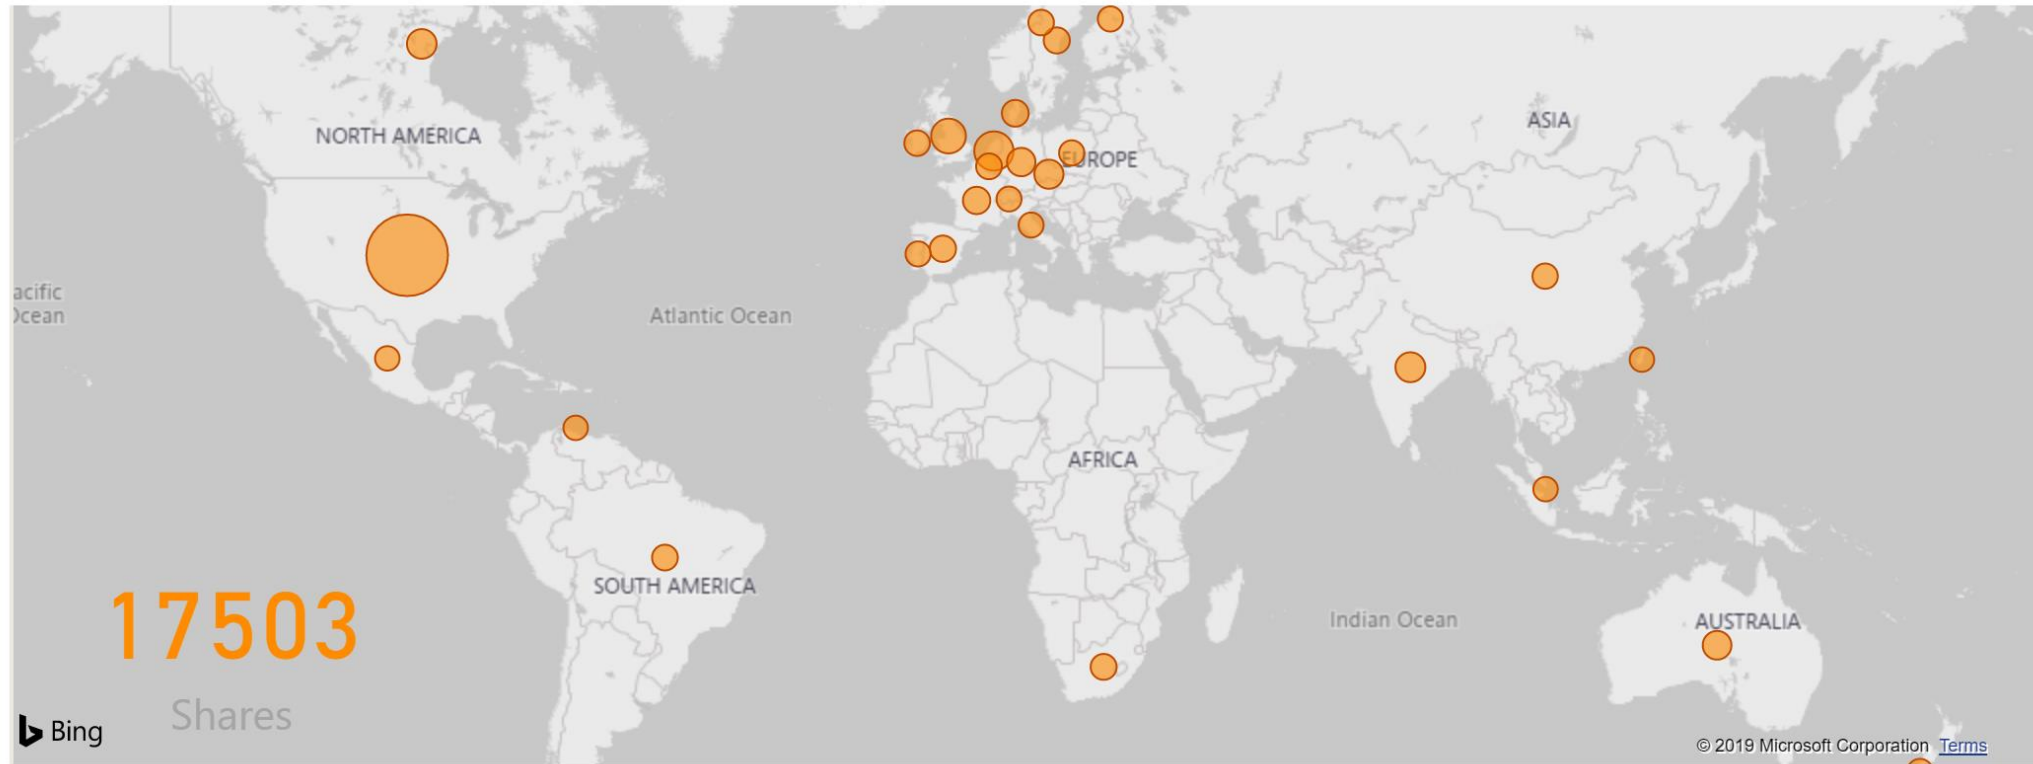 NORTH AMERICA
ASIA
EUROPE
acific
Ocean
Atlantic Ocean
AFRICA
SOUTH AMERICA
17503
Shares
Indian Ocean
AUSTRALIA
Bing
© 2019 Microsoft Corporation Terms